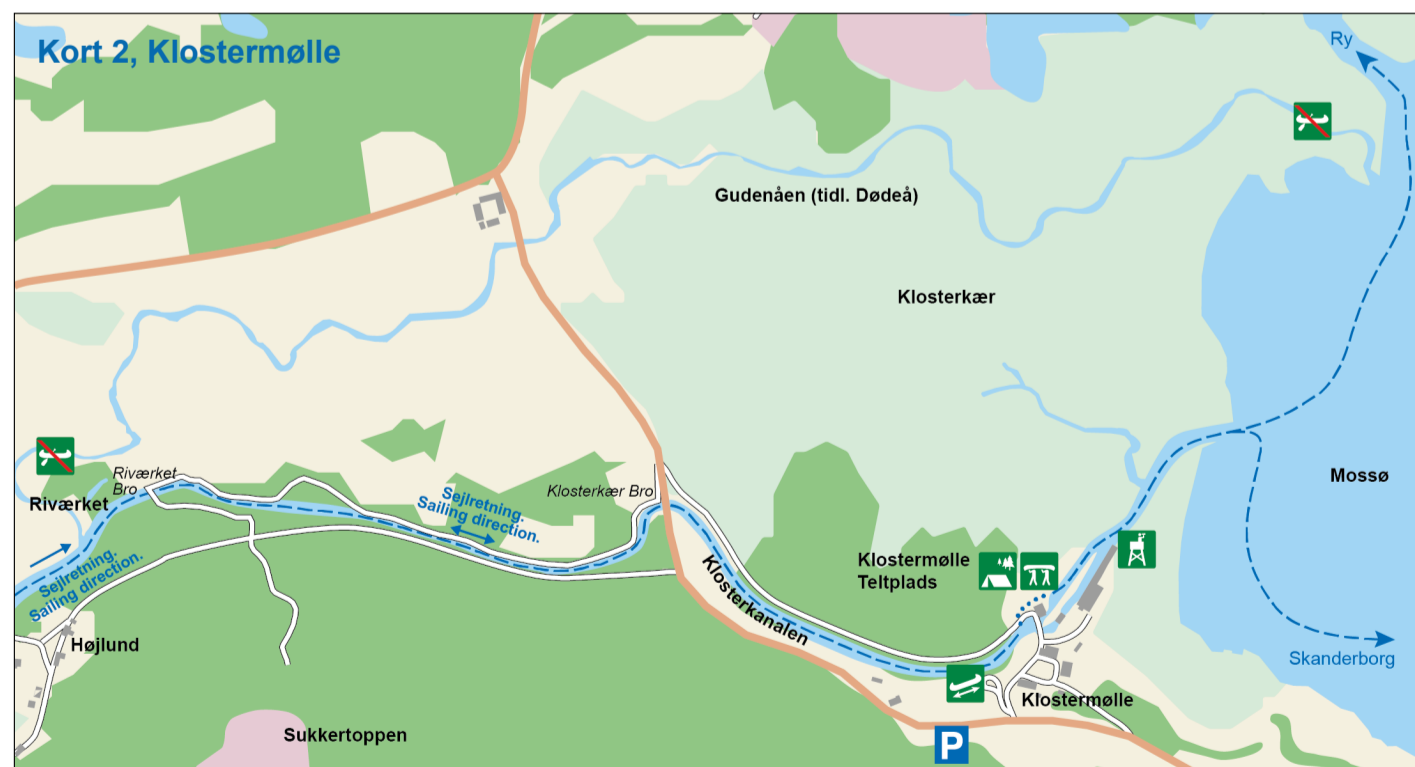 Kort 2, Klostermølle
Ry
Gudenåen (tidl. Dødeå)
Klosterkær
Riværket
Bro
Riværket
Klosterkær Bro
Sejlretning.
Sailing direction.
Mossø
Sejlretning.
Sailing direction.
Klostermølle
Teltplads
Klosterkanalen
Højlund
Skanderborg
Klostermølle
Sukkertoppen
P